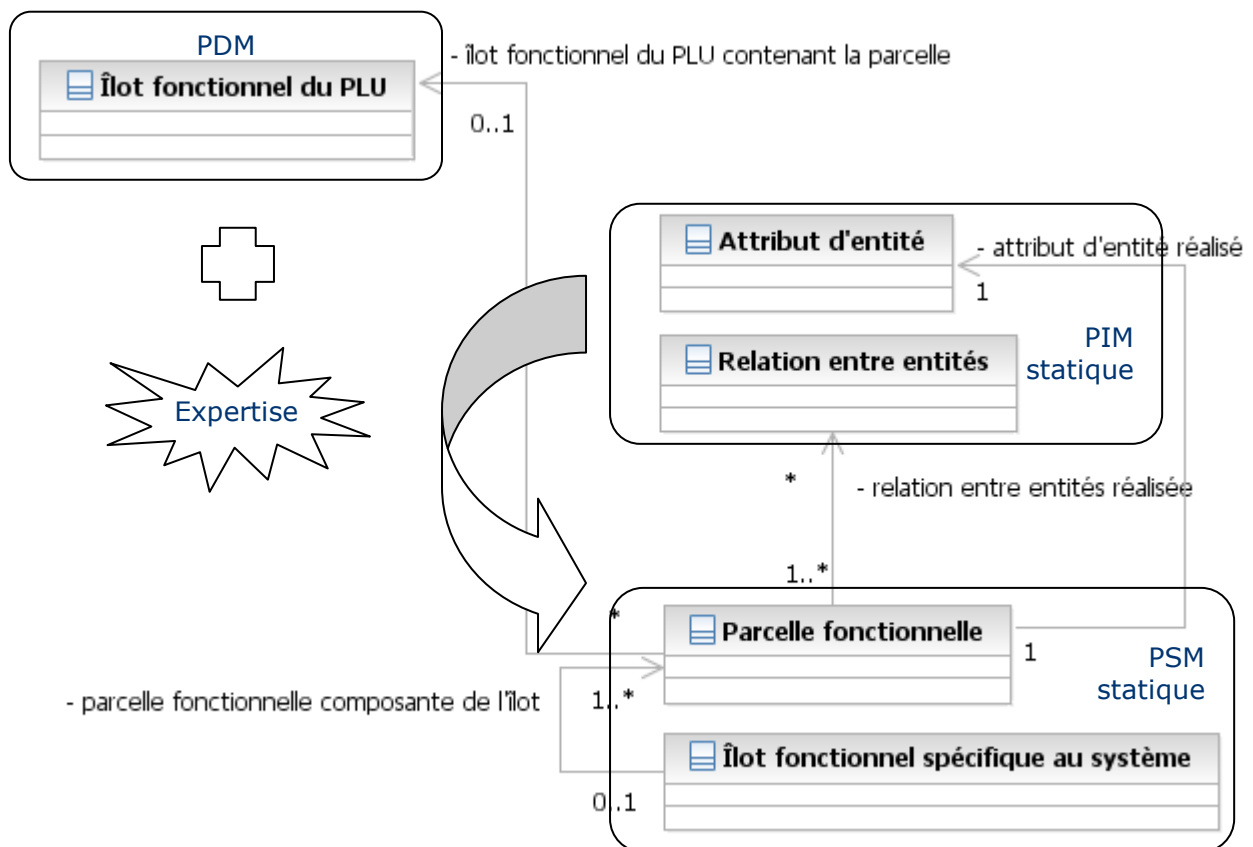 PDM
Îlot fonctionnel du PLU
- îlot fonctionnel du PLU contenant la parcelle
0..1
Attribut d'entité
- attribut d'entité réalisé
1
Relation entre entités
PIM
statique
Expertise
*
- relation entre entités réalisée
1..*
*
Parcelle fonctionnelle
1
PSM
statique
- parcelle fonctionnelle composante de l'îlot
1..*
Îlot fonctionnel spécifique au système
0..1